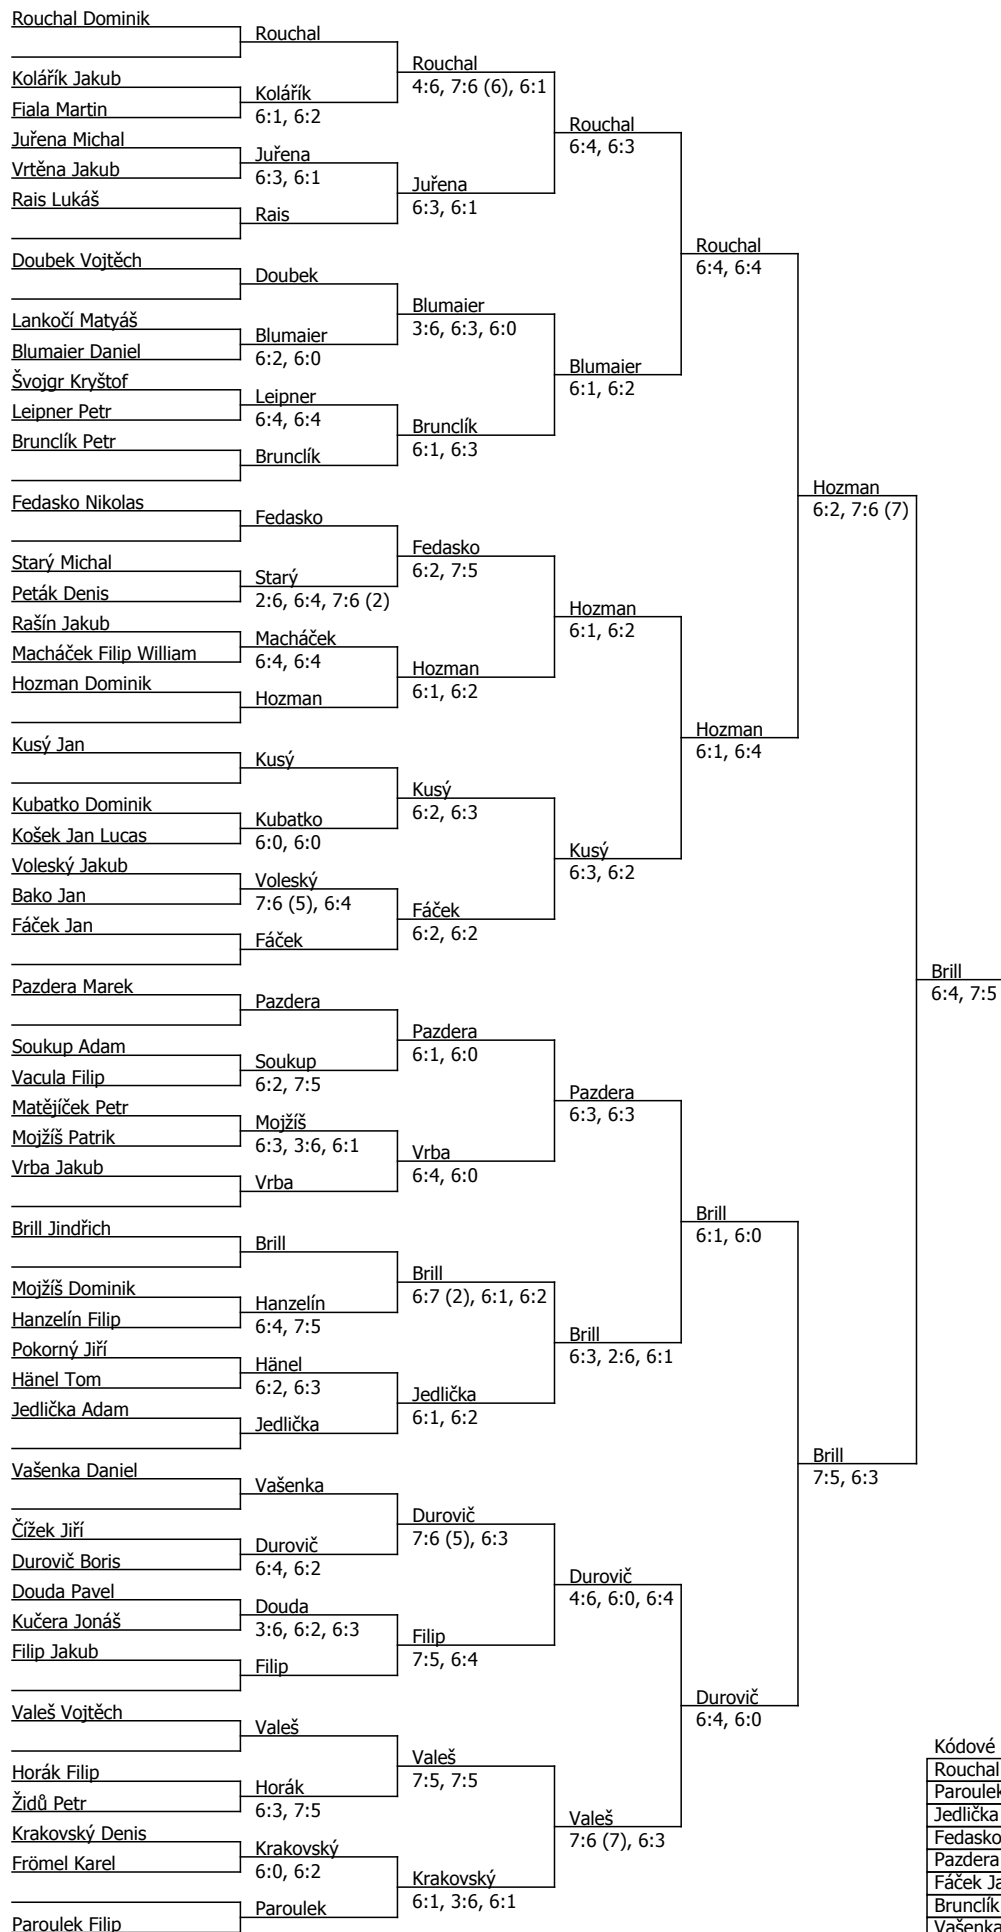 Rouchal Dominik
Kolářík Jakub
Fiala Martin
Juřena Michal
Vrtěna Jakub
Rais Lukáš
Doubek Vojtěch
Lankočí Matyáš
Blumaier Daniel
Švojgr Kryštof
Leipner Petr
Brunclík Petr
Fedasko Nikolas
Starý Michal
Peták Denis
Rašín Jakub
Macháček Filip William
Hozman Dominik
Kusý Jan
Kubatko Dominik
Košek Jan Lucas
Voleský Jakub
Bako Jan
Fáček Jan
Pazdera Marek
Soukup Adam
Vacula Filip
Matějíček Petr
Mojžíš Patrik
Vrba Jakub
Brill Jindřich
Mojžíš Dominik
Hanzelín Filip
Pokorný Jiří
Hänel Tom
Jedlička Adam
Vašenka Daniel
Čížek Jiří
Durovič Boris
Douda Pavel
Kučera Jonáš
Filip Jakub
Valeš Vojtěch
Horák Filip
Židů Petr
Krakovský Denis
Frömel Karel
Paroulek Filip
Rouchal
Kolářík
6:1, 6:2
Juřena
6:3, 6:1
Rais
Doubek
Blumaier
6:2, 6:0
Leipner
6:4, 6:4
Brunclík
Fedasko
Starý
2:6, 6:4, 7:6 (2)
Macháček
6:4, 6:4
Hozman
Kusý
Kubatko
6:0, 6:0
Voleský
7:6 (5), 6:4
Fáček
Pazdera
Soukup
6:2, 7:5
Mojžíš
6:3, 3:6, 6:1
Vrba
Brill
Hanzelín
6:4, 7:5
Hänel
6:2, 6:3
Jedlička
Vašenka
Durovič
6:4, 6:2
Douda
3:6, 6:2, 6:3
Filip
Valeš
Horák
6:3, 7:5
Krakovský
6:0, 6:2
Paroulek
Rouchal
4:6, 7:6 (6), 6:1
Juřena
6:3, 6:1
Blumaier
3:6, 6:3, 6:0
Brunclík
6:1, 6:3
Fedasko
6:2, 7:5
Hozman
6:1, 6:2
Kusý
6:2, 6:3
Fáček
6:2, 6:2
Pazdera
6:1, 6:0
Vrba
6:4, 6:0
Brill
6:7 (2), 6:1, 6:2
Jedlička
6:1, 6:2
Durovič
7:6 (5), 6:3
Filip
7:5, 6:4
Valeš
7:5, 7:5
Krakovský
6:1, 3:6, 6:1
Rouchal
6:4, 6:3
Blumaier
6:1, 6:2
Hozman
6:1, 6:2
Kusý
6:3, 6:2
Pazdera
6:3, 6:3
Brill
6:3, 2:6, 6:1
Durovič
4:6, 6:0, 6:4
Valeš
7:6 (7), 6:3
Rouchal
6:4, 6:4
Hozman
6:1, 6:4
Brill
6:1, 6:0
Durovič
6:4, 6:0
Hozman
6:2, 7:6 (7)
Brill
7:5, 6:3
Brill
6:4, 7:5
Kódové
Rouchal
Paroulek
Jedlička
Fedasko
Pazdera
Fáček Ja
Brunclík
Vašenka